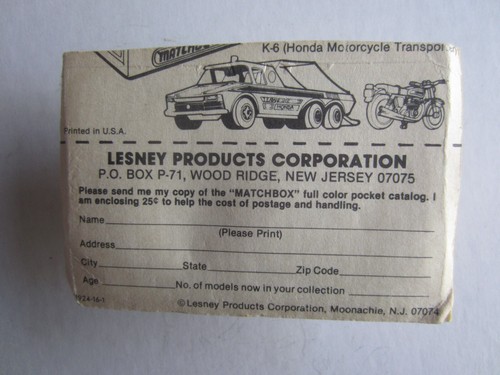 MATCHBO
K-6 (Honda Motorcycle Transpor
Printed in U.S.A.
LESNEY PRODUCTS CORPORATION
P.O. BOX P-71, WOOD RIDGE, NEW JERSEY 07075
Please send me my copy of the "MATCHBOX" full color pocket catalog. I
am enclosing 25¢ to help the cost of postage and handling.
Name
(Please Print)
Address
City State Zip Code
Age No. of models now in your collection
©Lesney Products Corporation, Moonachie, N.J. 07074